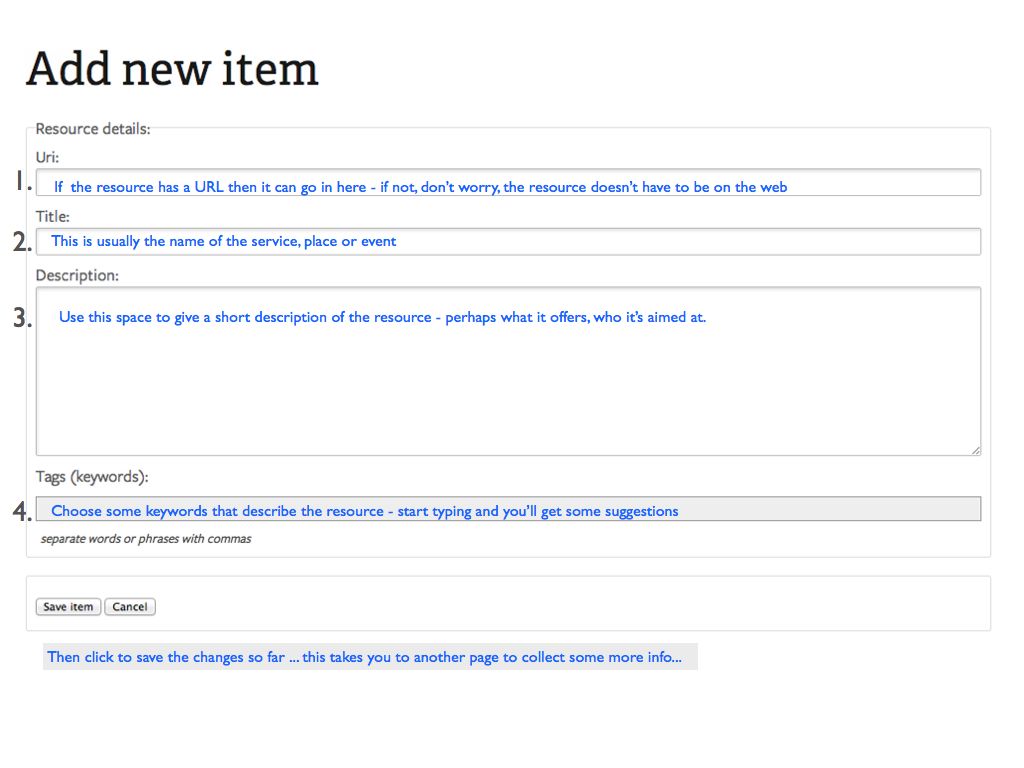 Add new item
Resource details:
Uri:
1. If the resource has a URL then it can go in here - if not, don't worry, the resource doesn't have to be on the web
Title:
2. This is usually the name of the service, place or event
Description:
3. Use this space to give a short description of the resource - perhaps what it offers, who it's aimed at.
Tags (keywords):
4. Choose some keywords that describe the resource - start typing and you'll get some suggestions
separate words or phrases with commas
Save item Cancel
Then click to save the changes so far ... this takes you to another page to collect some more info...